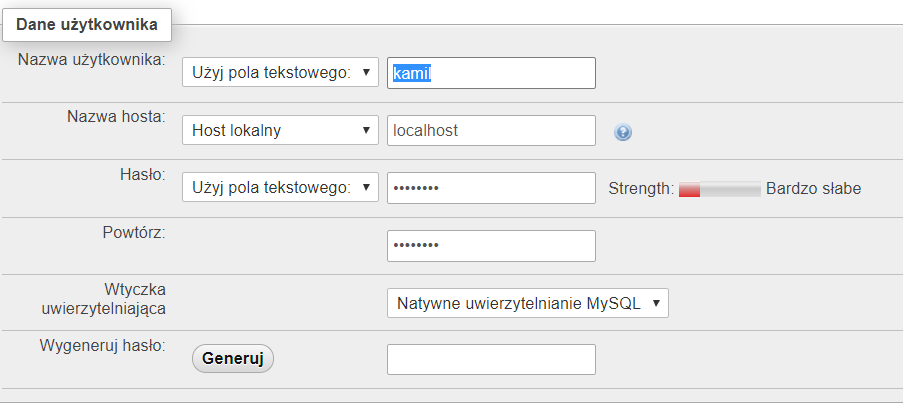 Dane użytkownika
Nazwa użytkownika: Użyj pola tekstowego: kamil
Nazwa hosta: Host lokalny localhost
Hasło: Użyj pola tekstowego: •••••••• Strength: Bardzo słabe
Powtórz: ••••••••
Wtyczka
uwierzytelniająca Natywne uwierzytelnianie MySQL
Wygeneruj hasło: Generuj